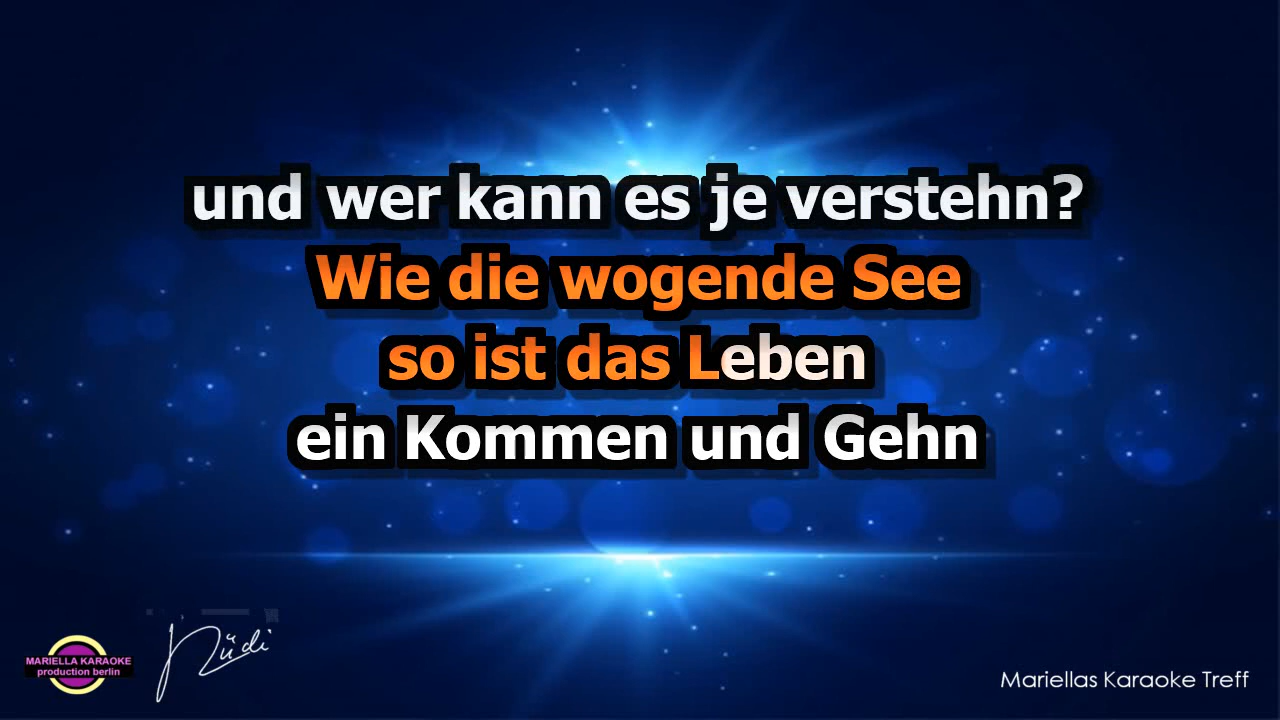 und wer kann es je verstehn?
Wie die wogende See
so ist das Leben
ein Kommen und Gehn
MARIELLA KARAOKE
production berlin
Rüdi
Mariellas Karaoke Treff